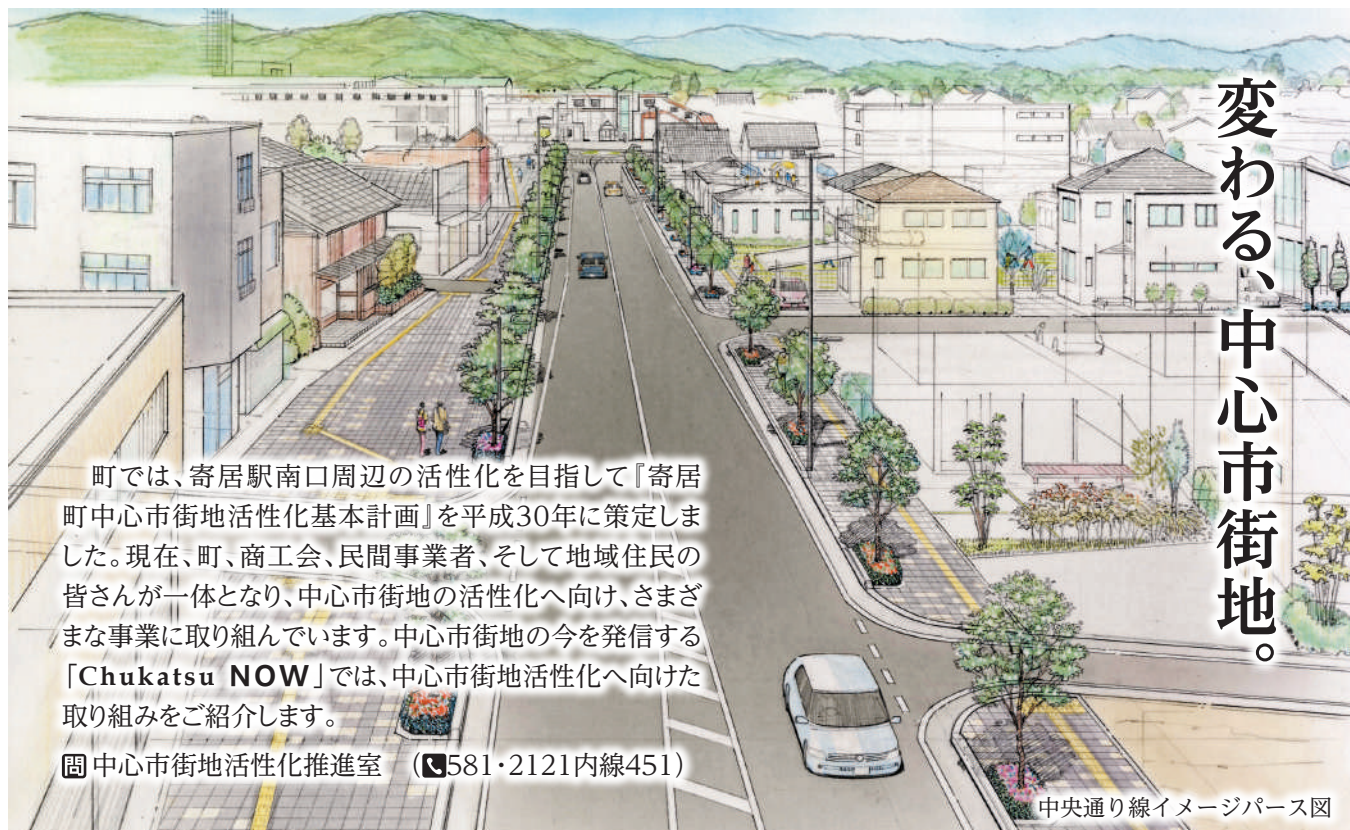 変わる、中心市街地。
町では、寄居駅南口周辺の活性化を目指して『寄居
町中心市街地活性化基本計画』を平成30年に策定しま
した。現在、町、商工会、民間事業者、そして地域住民の
皆さんが一体となり、中心市街地の活性化へ向け、さまざ
まな事業に取り組んでいます。中心市街地の今を発信する
「Chukatsu NOW」では、中心市街地活性化へ向けた
取り組みをご紹介します。
問中心市街地活性化推進室 （☎581・2121内線451）
中央通り線イメージパース図